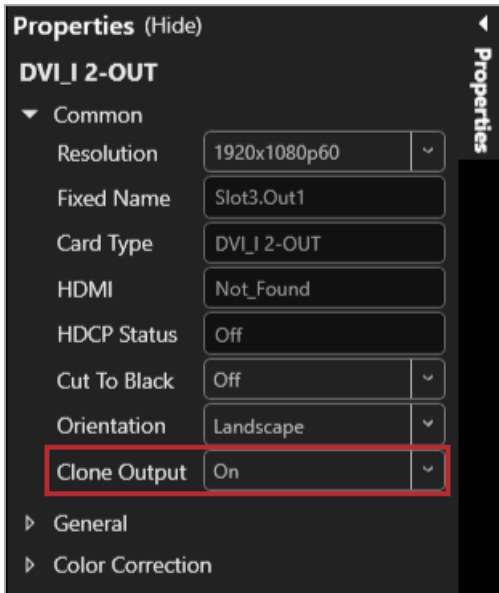 Properties (Hide)
Properties
DVI_I 2-OUT
Common
Resolution 1920x1080p60
Fixed Name Slot3.Out1
Card Type DVI_I 2-OUT
HDMI Not_Found
HDCP Status Off
Cut To Black Off
Orientation Landscape
Clone Output On
General
Color Correction